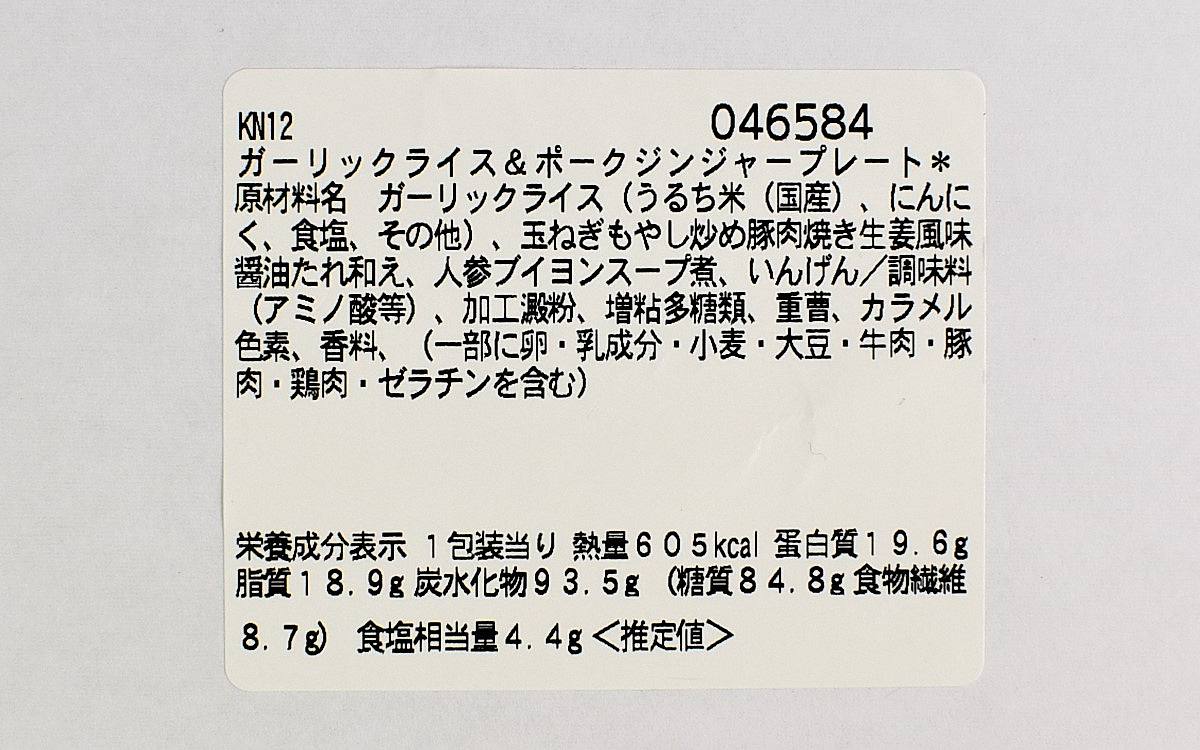 KN12 046584
ガーリックライス＆ポークジンジャープレート＊
原材料名　ガーリックライス（うるち米（国産）、にんに
く、食塩、その他）、玉ねぎもやし炒め豚肉焼き生姜風味
醤油たれ和え、人参ブイヨンスープ煮、いんげん／調味料
（アミノ酸等）、加工澱粉、増粘多糖類、重曹、カラメル
色素、香料、（一部に卵・乳成分・小麦・大豆・牛肉・豚
肉・鶏肉・ゼラチンを含む）
栄養成分表示 １包装当り 熱量６０５kcal 蛋白質１９．６g
脂質１８．９g 炭水化物９３．５g （糖質８４．８g 食物繊維
８．７g） 食塩相当量４．４g＜推定値＞